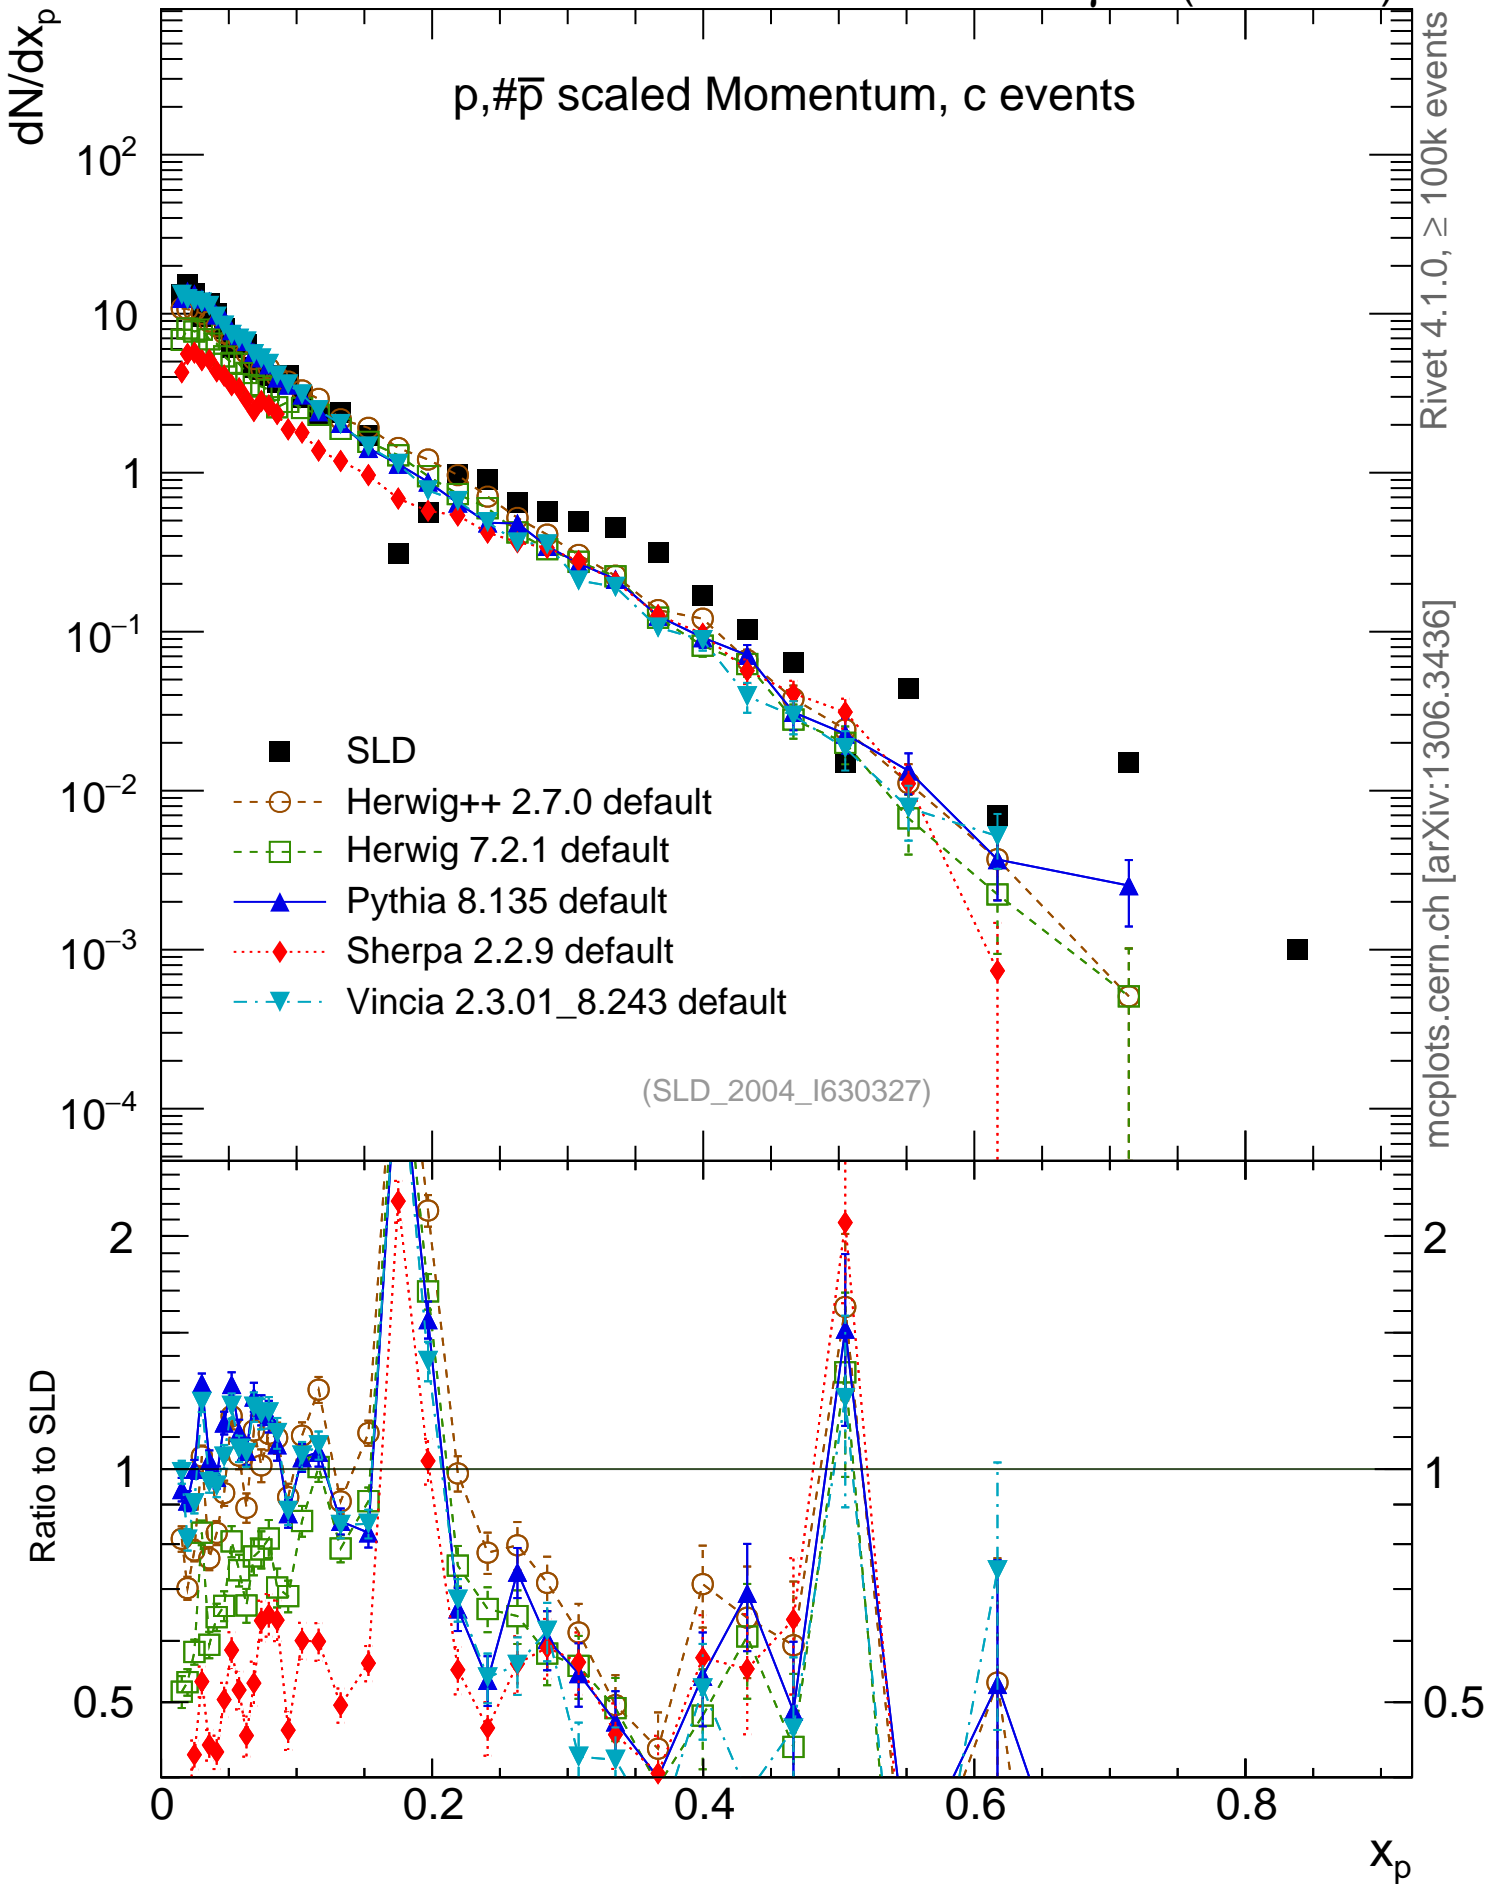 dN/dx_p
p,#p̅ scaled Momentum, c events
10²
10
1
10⁻¹
10⁻²
10⁻³
10⁻⁴
SLD
Herwig++ 2.7.0 default
Herwig 7.2.1 default
Pythia 8.135 default
Sherpa 2.2.9 default
Vincia 2.3.01_8.243 default
(SLD_2004_I630327)
Rivet 4.1.0, ≥ 100k events
mcplots.cern.ch [arXiv:1306.3436]
Ratio to SLD
2
1
0.5
2
1
0.5
0
0.2
0.4
0.6
0.8
x_p